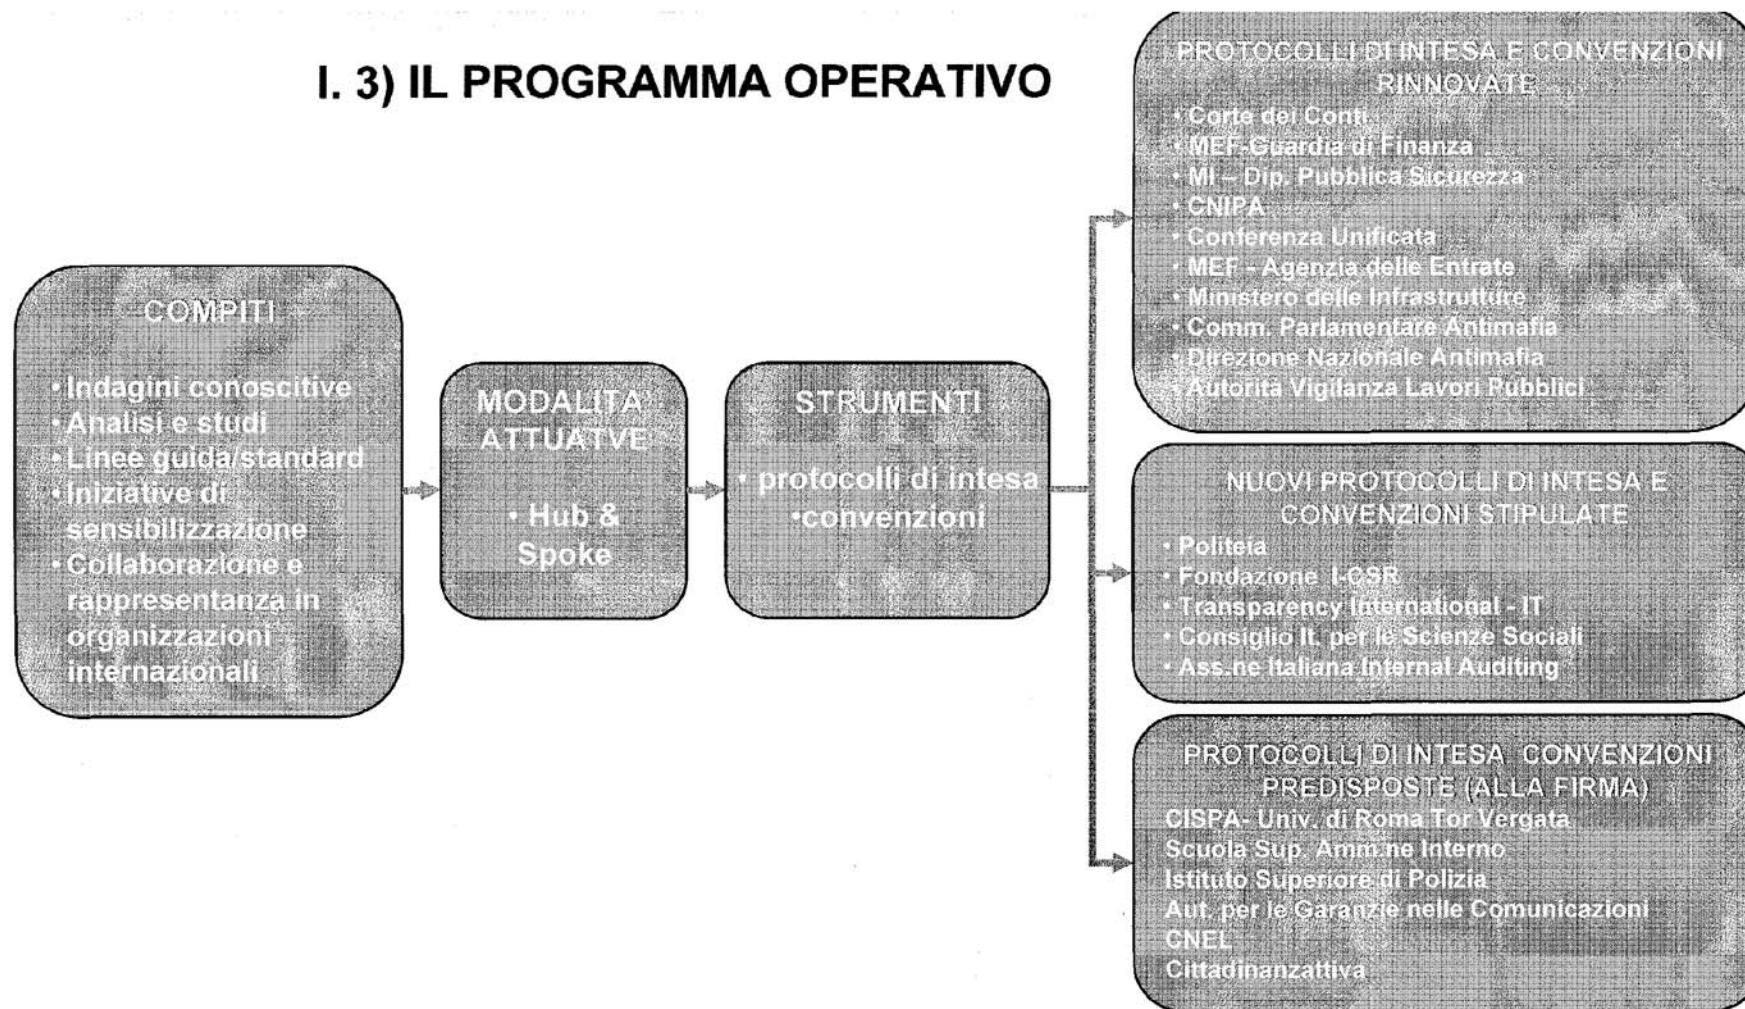 I. 3) IL PROGRAMMA OPERATIVO
COMPITI
• Indagini conoscitive
• Analisi e studi
• Linee guida/standard
• Iniziative di
sensibilizzazione
• Collaborazione e
rappresentanza in
organizzazioni
internazionali
MODALITA'
ATTUATVE
• Hub &
Spoke
STRUMENTI
• protocolli di intesa
•convenzioni
PROTOCOLLI DI INTESA E CONVENZIONI
RINNOVATE
• Corte dei Conti
• MEF-Guardia di Finanza
• MI – Dip. Pubblica Sicurezza
• CNIPA
• Conferenza Unificata
• MEF - Agenzia delle Entrate
• Ministero delle Infrastrutture
• Comm. Parlamentare Antimafia
• Direzione Nazionale Antimafia
• Autorità Vigilanza Lavori Pubblici
NUOVI PROTOCOLLI DI INTESA E
CONVENZIONI STIPULATE
• Politeia
• Fondazione I-CSR
• Transparency International - IT
• Consiglio It. per le Scienze Sociali
• Ass.ne Italiana Internal Auditing
PROTOCOLLI DI INTESA CONVENZIONI
PREDISPOSTE (ALLA FIRMA)
CISPA- Univ. di Roma Tor Vergata
Scuola Sup. Amm.ne Interno
Istituto Superiore di Polizia
Aut. per le Garanzie nelle Comunicazioni
CNEL
Cittadinanzattiva